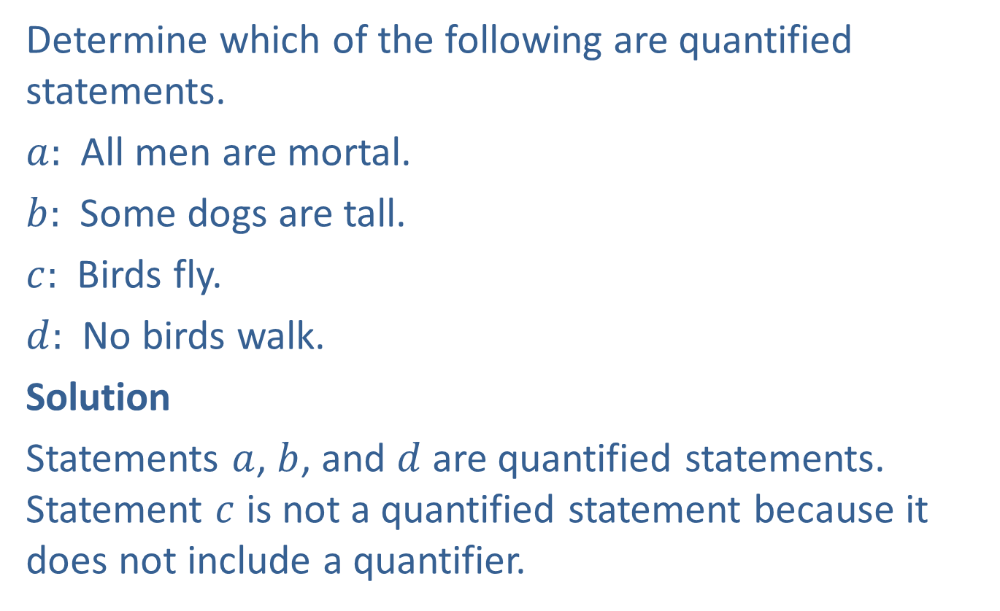 Determine which of the following are quantified
statements.
a: All men are mortal.
b: Some dogs are tall.
c: Birds fly.
d: No birds walk.
Solution
Statements a, b, and d are quantified statements.
Statement c is not a quantified statement because it
does not include a quantifier.